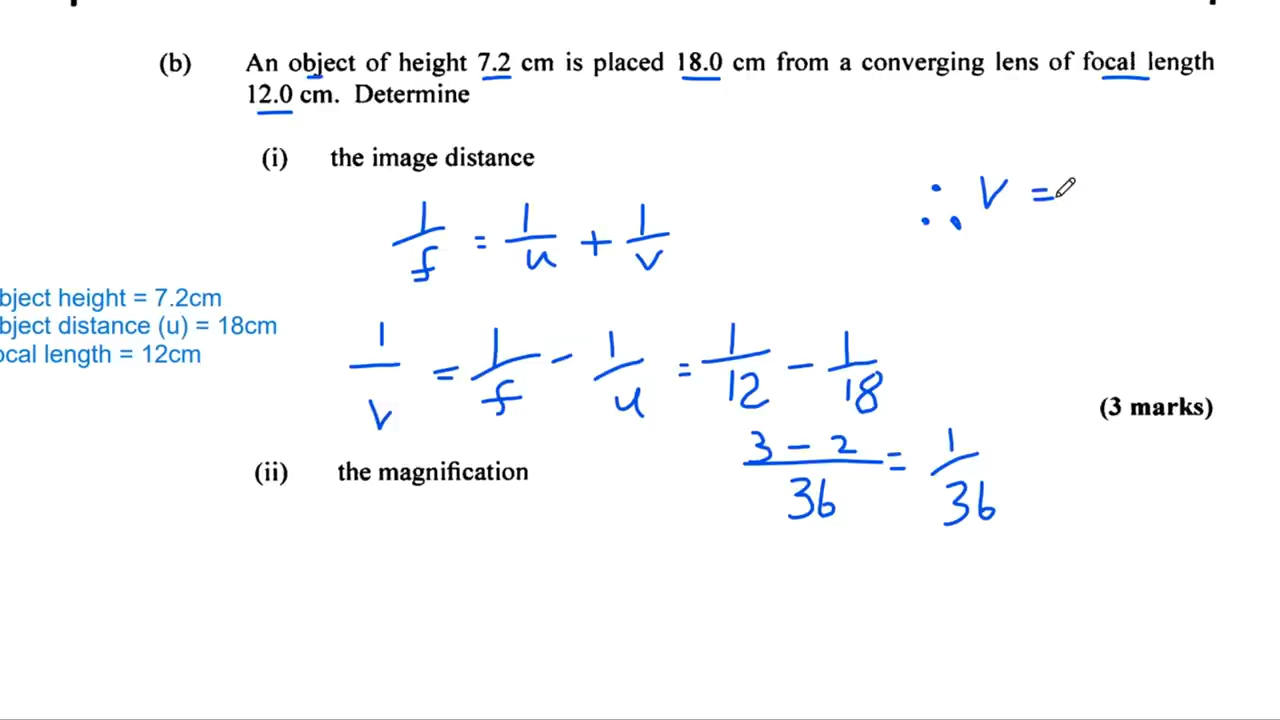 (b) An object of height 7.2 cm is placed 18.0 cm from a converging lens of focal length
12.0 cm. Determine
(i) the image distance
∴ v =
1/f = 1/u + 1/v
bject height = 7.2cm
bject distance (u) = 18cm
ocal length = 12cm
1/v = 1/f - 1/u = 1/12 - 1/18
(3 marks)
3 - 2/36 = 1/36
(ii) the magnification